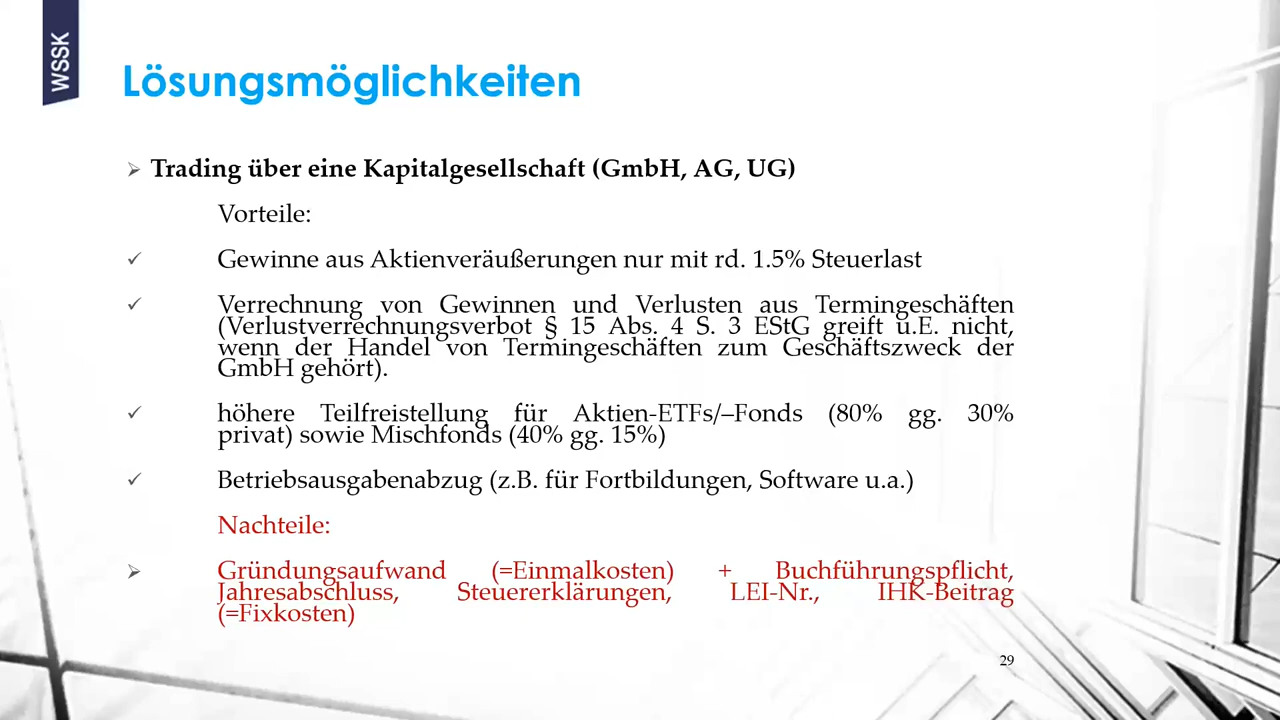 WSSK
Lösungsmöglichkeiten
Trading über eine Kapitalgesellschaft (GmbH, AG, UG)
Vorteile:
Gewinne aus Aktienveräußerungen nur mit rd. 1.5% Steuerlast
Verrechnung von Gewinnen und Verlusten aus Termingeschäften
(Verlustverrechnungsverbot § 15 Abs. 4 S. 3 EStG greift u.E. nicht,
wenn der Handel von Termingeschäften zum Geschäftszweck der
GmbH gehört).
höhere Teilfreistellung für Aktien-ETFs/–Fonds (80% gg. 30%
privat) sowie Mischfonds (40% gg. 15%)
Betriebsausgabenabzug (z.B. für Fortbildungen, Software u.a.)
Nachteile:
Gründungsaufwand (=Einmalkosten) + Buchführungspflicht,
Jahresabschluss, Steuererklärungen, LEI-Nr., IHK-Beitrag
(=Fixkosten)
29